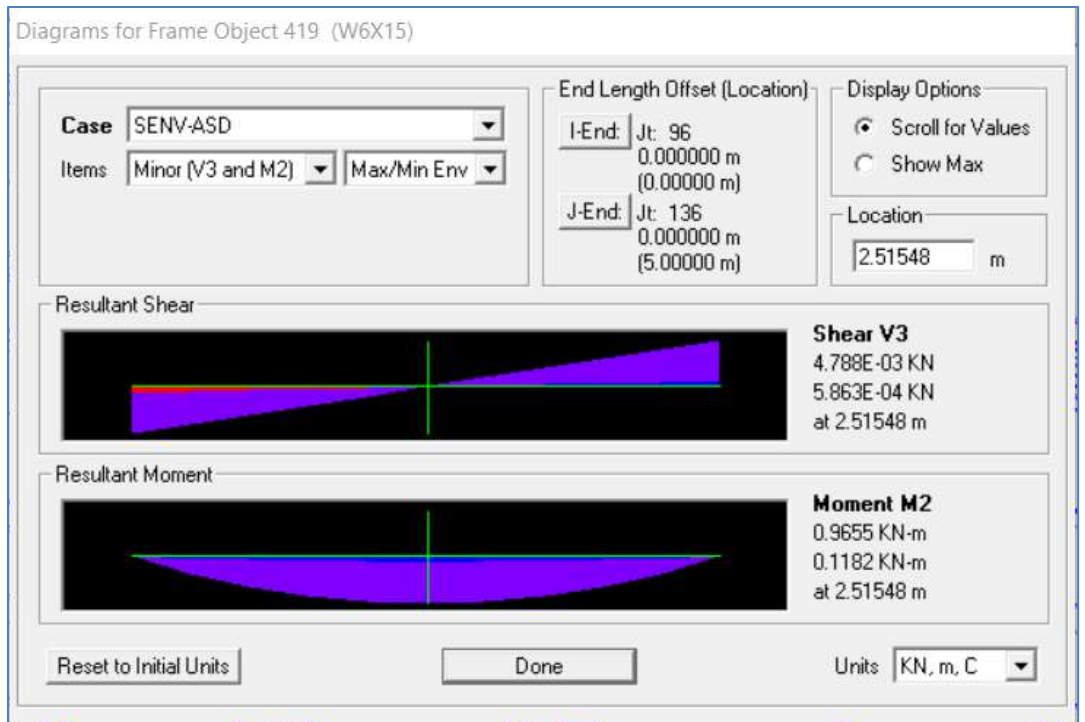 Diagrams for Frame Object 419 (W6X15)
Case SENV-ASD
Items Minor (V3 and M2) Max/Min Env
End Length Offset (Location)
I-End: Jt: 96
0.000000 m
(0.00000 m)
J-End: Jt: 136
0.000000 m
(5.00000 m)
Display Options
Scroll for Values
Show Max
Location
2.51548 m
Resultant Shear
Shear V3
4.788E-03 KN
5.863E-04 KN
at 2.51548 m
Resultant Moment
Moment M2
0.9655 KN-m
0.1182 KN-m
at 2.51548 m
Reset to Initial Units
Done
Units KN, m, C